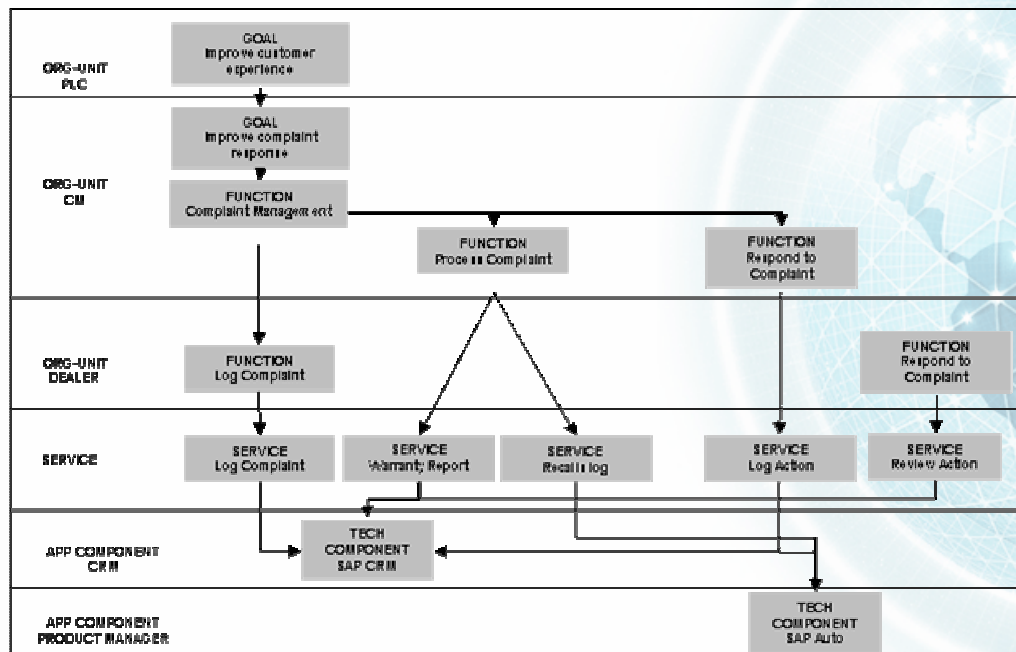 GOAL
Improve customer
experience
ORG-UNIT
PLC
GOAL
Improve complaint
response
ORG-UNIT
CM
FUNCTION
Complaint Management
FUNCTION
Process Complaint
FUNCTION
Respond to
Complaint
ORG-UNIT
DEALER
FUNCTION
Log Complaint
FUNCTION
Respond to
Complaint
SERVICE
SERVICE
Log Complaint
SERVICE
Warranty Report
SERVICE
Recall log
SERVICE
Log Action
SERVICE
Review Action
APP COMPONENT
CRM
TECH
COMPONENT
SAP CRM
APP COMPONENT
PRODUCT MANAGER
TECH
COMPONENT
SAP Auto